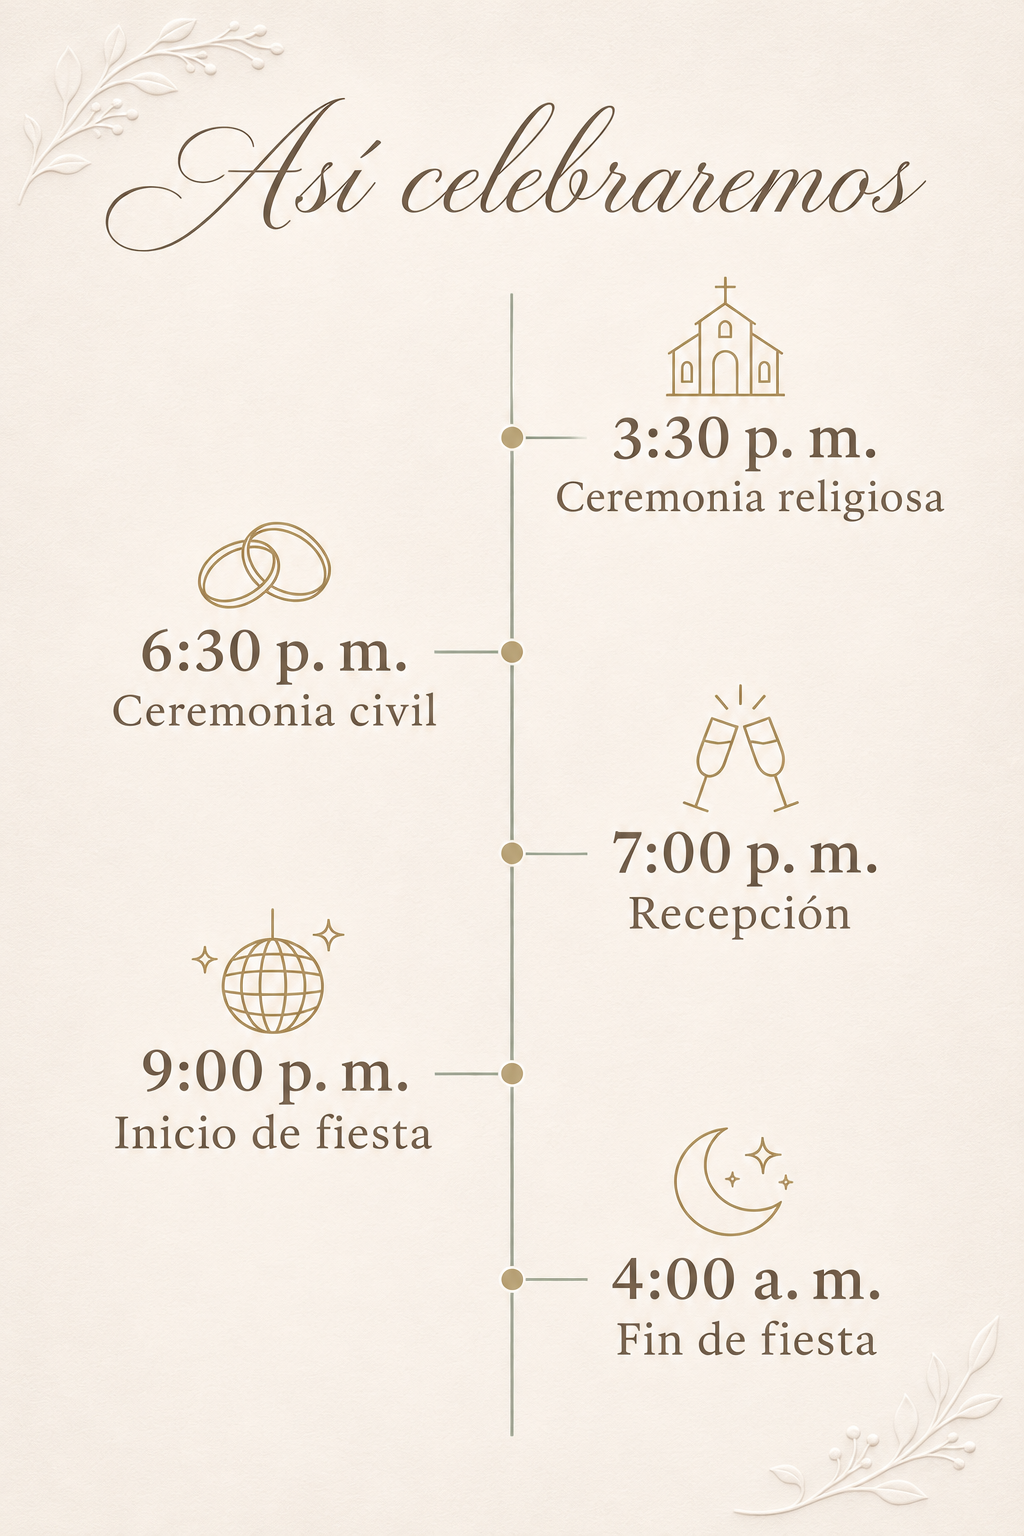 Así celebraremos
3:30 p. m.
Ceremonia religiosa
6:30 p. m.
Ceremonia civil
7:00 p. m.
Recepción
9:00 p. m.
Inicio de fiesta
4:00 a. m.
Fin de fiesta